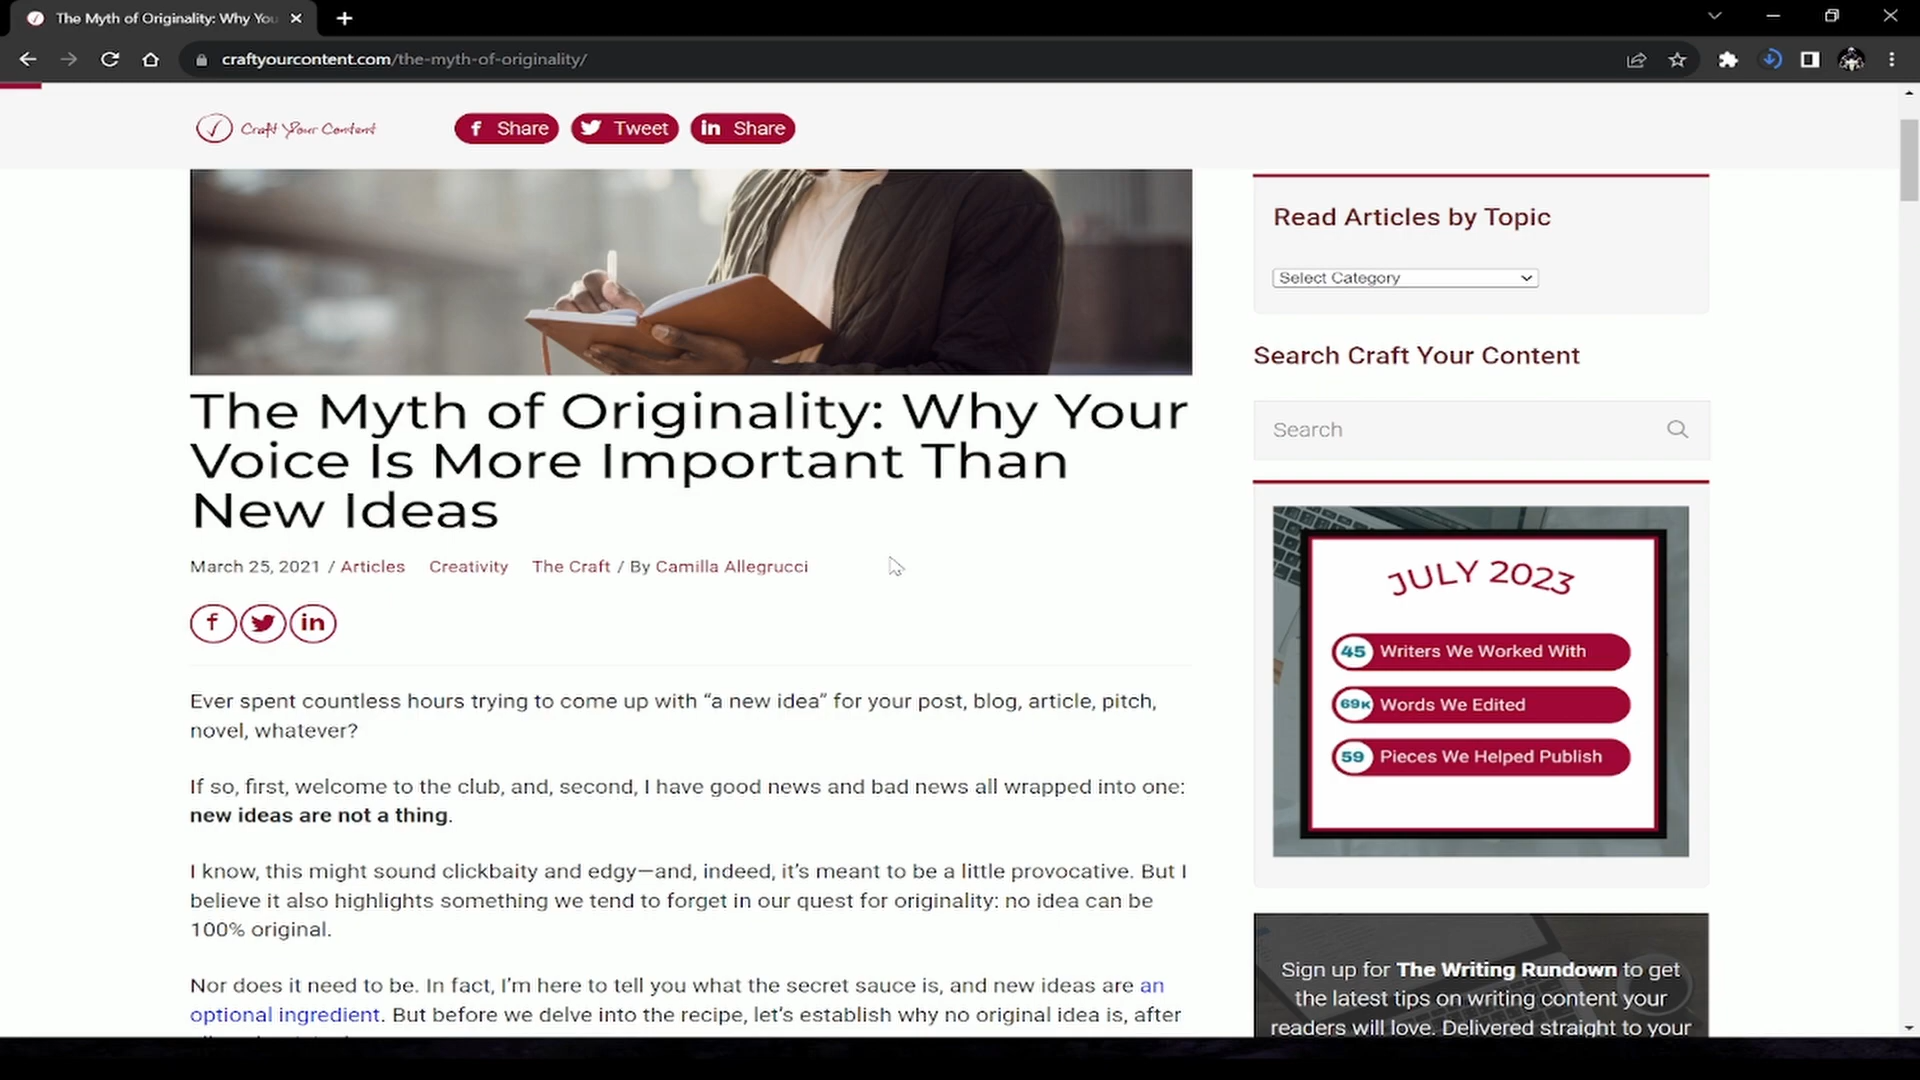 The Myth of Originality: Why You
craftyourcontent.com/the-myth-of-originality/
Craft Your Content
Share
Tweet
Share
The Myth of Originality: Why Your
Voice Is More Important Than
New Ideas
March 25, 2021 / Articles Creativity The Craft / By Camilla Allegrucci
Ever spent countless hours trying to come up with “a new idea” for your post, blog, article, pitch,
novel, whatever?
If so, first, welcome to the club, and, second, I have good news and bad news all wrapped into one:
new ideas are not a thing.
I know, this might sound clickbaity and edgy—and, indeed, it’s meant to be a little provocative. But I
believe it also highlights something we tend to forget in our quest for originality: no idea can be
100% original.
Nor does it need to be. In fact, I’m here to tell you what the secret sauce is, and new ideas are an
optional ingredient. But before we delve into the recipe, let’s establish why no original idea is, after
Read Articles by Topic
Select Category
Search Craft Your Content
Search
JULY 2023
45 Writers We Worked With
69K Words We Edited
59 Pieces We Helped Publish
Sign up for The Writing Rundown to get
the latest tips on writing content your
readers will love. Delivered straight to your